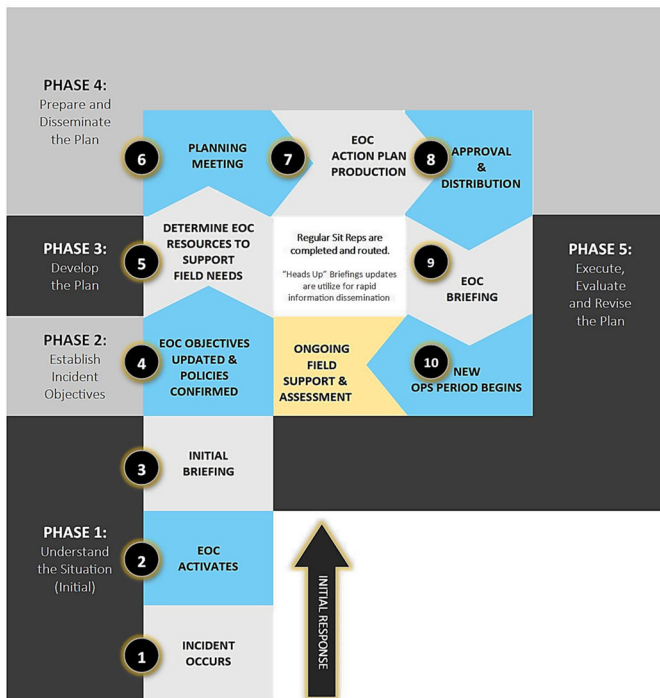 PHASE 4:
Prepare and
Disseminate
the Plan
6
PLANNING
MEETING
7
EOC
ACTION PLAN
PRODUCTION
8
APPROVAL
&
DISTRIBUTION
PHASE 3:
Develop
the Plan
5
DETERMINE EOC
RESOURCES TO
SUPPORT
FIELD NEEDS
Regular Sit Reps are
completed and routed.
"Heads Up" Briefings updates
are utilize for rapid
information dissemination
9
EOC
BRIEFING
PHASE 5:
Execute,
Evaluate
and Revise
the Plan
PHASE 2:
Establish
Incident
Objectives
4
EOC OBJECTIVES
UPDATED &
POLICIES
CONFIRMED
ONGOING
FIELD
SUPPORT &
ASSESSMENT
10
NEW
OPS PERIOD BEGINS
3
INITIAL
BRIEFING
PHASE 1:
Understand
the Situation
(Initial)
2
EOC
ACTIVATES
1
INCIDENT
OCCURS
INITIAL RESPONSE